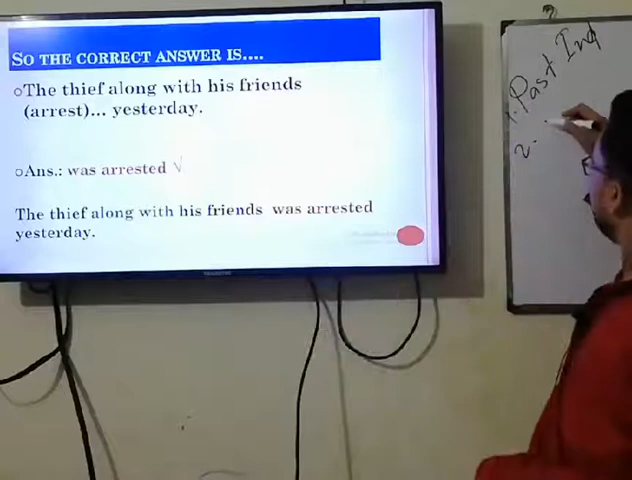 SO THE CORRECT ANSWER IS....
The thief along with his friends
(arrest)... yesterday.
Ans.: was arrested √
The thief along with his friends was arrested
yesterday.
1. Past Ind
2.